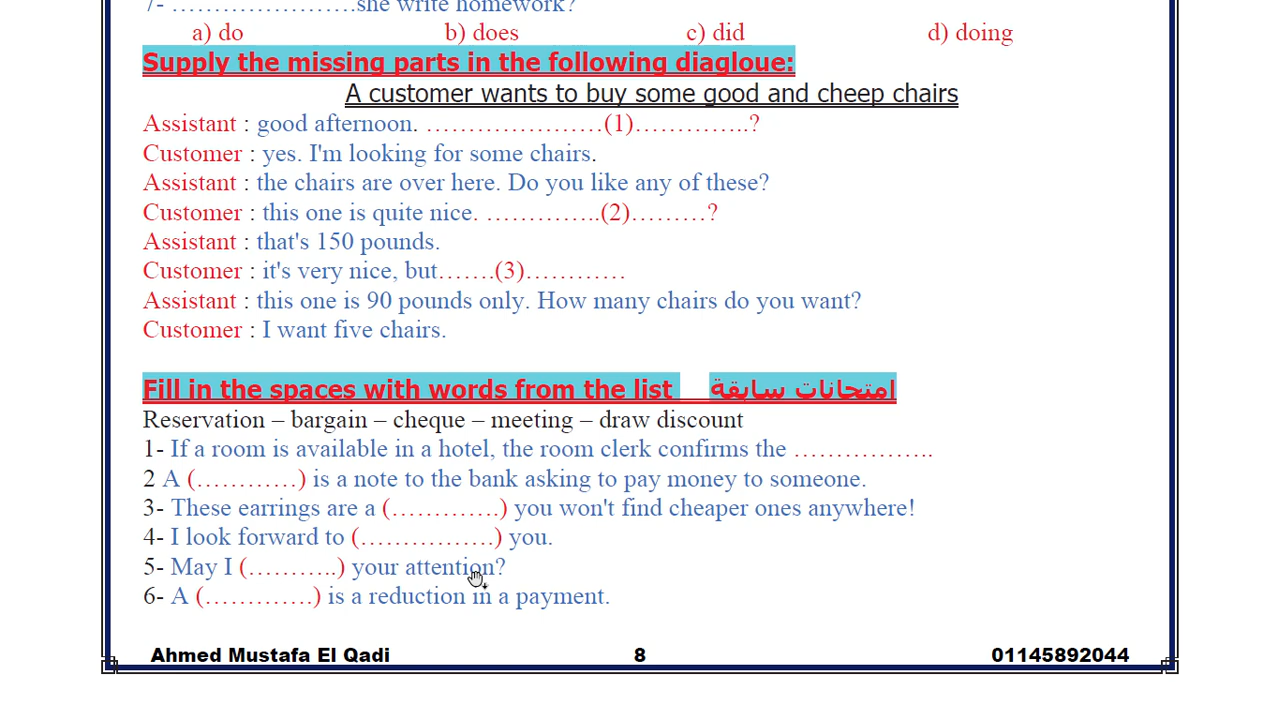 7- ………………….she write homework?
a) do b) does c) did d) doing
Supply the missing parts in the following diagloue:
A customer wants to buy some good and cheep chairs
Assistant : good afternoon. …………………(1)…………..?
Customer : yes. I'm looking for some chairs.
Assistant : the chairs are over here. Do you like any of these?
Customer : this one is quite nice. …………..(2)………?
Assistant : that's 150 pounds.
Customer : it's very nice, but…….(3)…………
Assistant : this one is 90 pounds only. How many chairs do you want?
Customer : I want five chairs.
Fill in the spaces with words from the list امتحانات سابقة
Reservation – bargain – cheque – meeting – draw discount
1- If a room is available in a hotel, the room clerk confirms the ……………..
2 A (…………) is a note to the bank asking to pay money to someone.
3- These earrings are a (………….) you won't find cheaper ones anywhere!
4- I look forward to (……………) you.
5- May I (………..) your attention?
6- A (………….) is a reduction in a payment.
Ahmed Mustafa El Qadi 8 01145892044